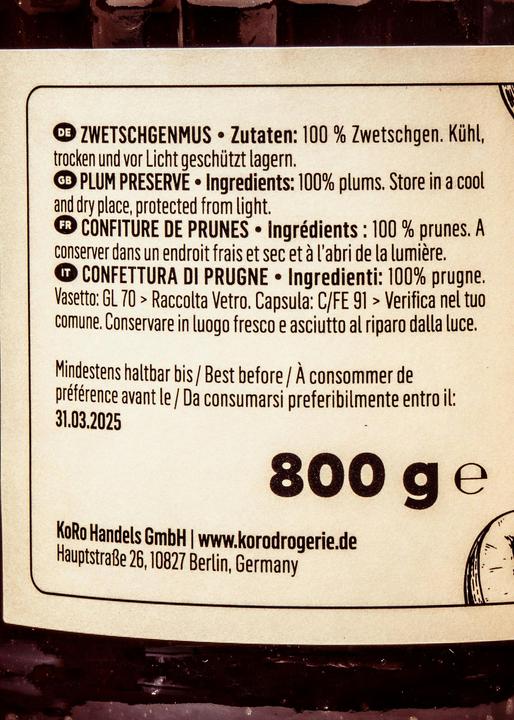 DE ZWETSCHGENMUS • Zutaten: 100 % Zwetschgen. Kühl,
trocken und vor Licht geschützt lagern.
GB PLUM PRESERVE • Ingredients: 100% plums. Store in a cool
and dry place, protected from light.
FR CONFITURE DE PRUNES • Ingrédients : 100 % prunes. A
conserver dans un endroit frais et sec et à l'abri de la lumière.
IT CONFETTURA DI PRUGNE • Ingredienti: 100% prugne.
Vasetto: GL 70 > Raccolta Vetro. Capsula: C/FE 91 > Verifica nel tuo
comune. Conservare in luogo fresco e asciutto al riparo dalla luce.
Mindestens haltbar bis / Best before / À consommer de
préférence avant le / Da consumarsi preferibilmente entro il:
31.03.2025
800 g ℮
KoRo Handels GmbH | www.korodrogerie.de
Hauptstraße 26, 10827 Berlin, Germany